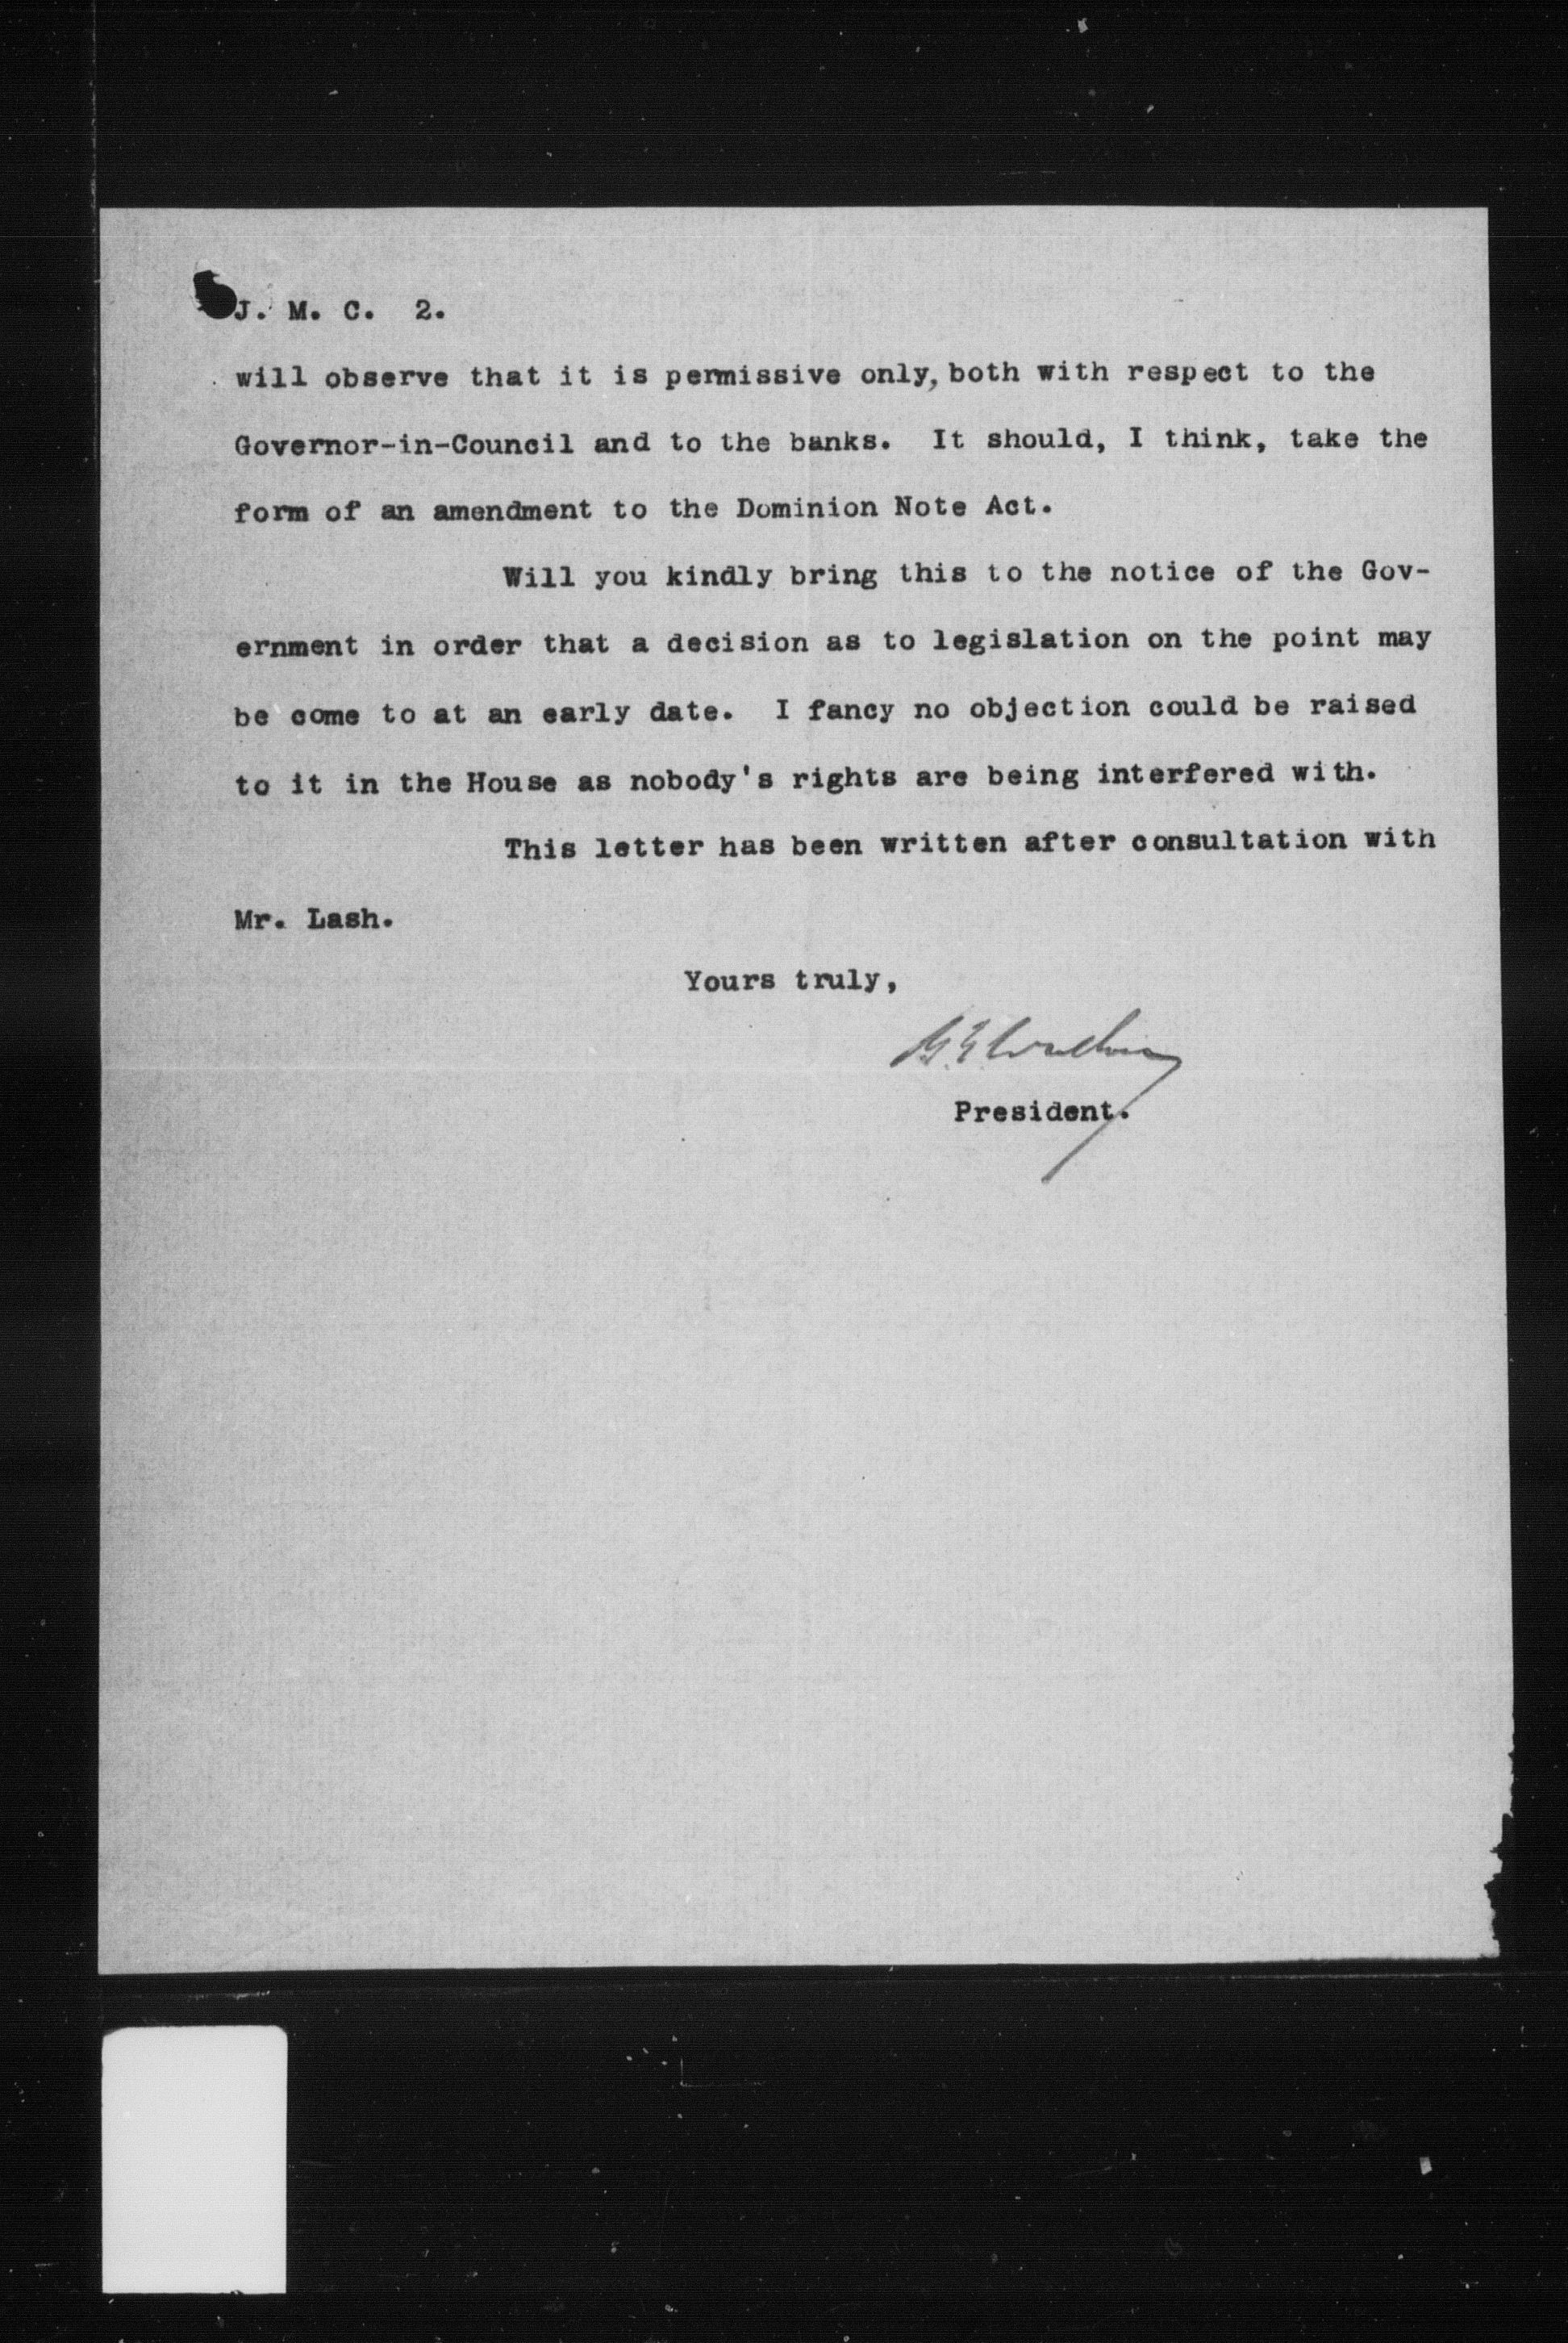 J. M. C. 2.
will observe that it is permissive only, both with respect to the
Governor-in-Council and to the banks. It should, I think, take the
form of an amendment to the Dominion Note Act.
Will you kindly bring this to the notice of the Gov-
ernment in order that a decision as to legislation on the point may
be come to at an early date. I fancy no objection could be raised
to it in the House as nobody's rights are being interfered with.
This letter has been written after consultation with
Mr. Lash.
Yours truly,
President.